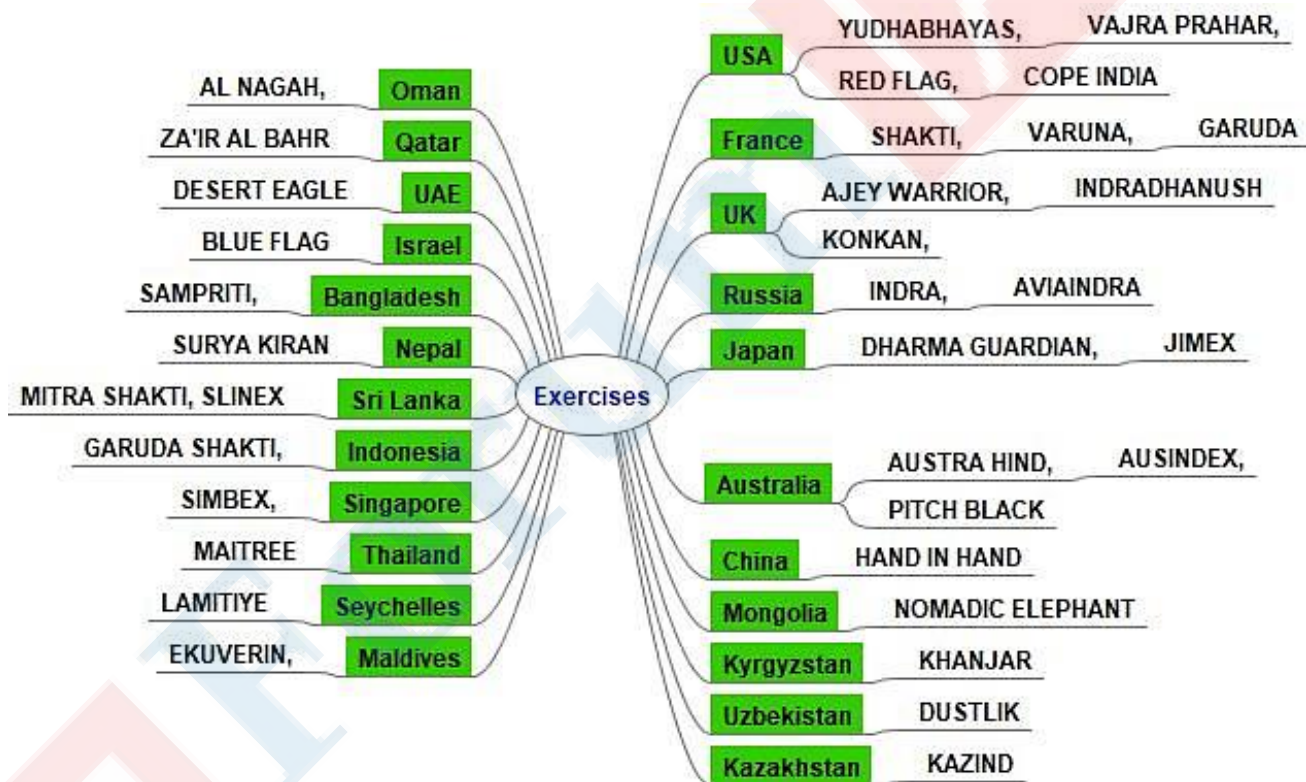 Exercises
Oman
AL NAGAH,
Qatar
ZA'IR AL BAHR
UAE
DESERT EAGLE
Israel
BLUE FLAG
Bangladesh
SAMPRITI,
Nepal
SURYA KIRAN
Sri Lanka
MITRA SHAKTI, SLINEX
Indonesia
GARUDA SHAKTI,
Singapore
SIMBEX,
Thailand
MAITREE
Seychelles
LAMITIYE
Maldives
EKUVERIN,
USA
YUDHABHAYAS, VAJRA PRAHAR,
RED FLAG, COPE INDIA
France
SHAKTI, VARUNA, GARUDA
UK
AJEY WARRIOR, INDRADHANUSH
KONKAN,
Russia
INDRA, AVIAINDRA
Japan
DHARMA GUARDIAN, JIMEX
Australia
AUSTRA HIND, AUSINDEX,
PITCH BLACK
China
HAND IN HAND
Mongolia
NOMADIC ELEPHANT
Kyrgyzstan
KHANJAR
Uzbekistan
DUSTLIK
Kazakhstan
KAZIND